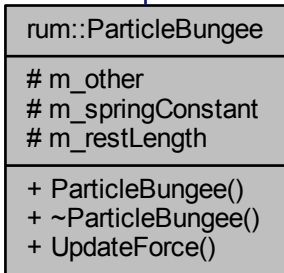 rum::ParticleBungee
# m_other
# m_springConstant
# m_restLength
+ ParticleBungee()
+ ~ParticleBungee()
+ UpdateForce()